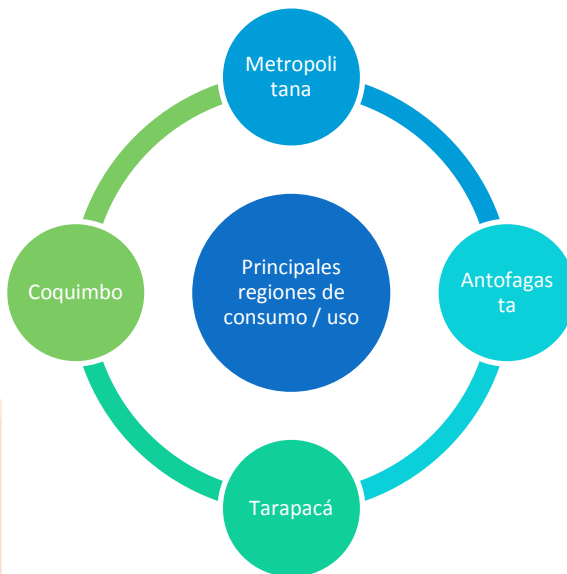 Metropoli
tana
Principales
regiones de
consumo / uso
Coquimbo
Antofagas
ta
Tarapacá